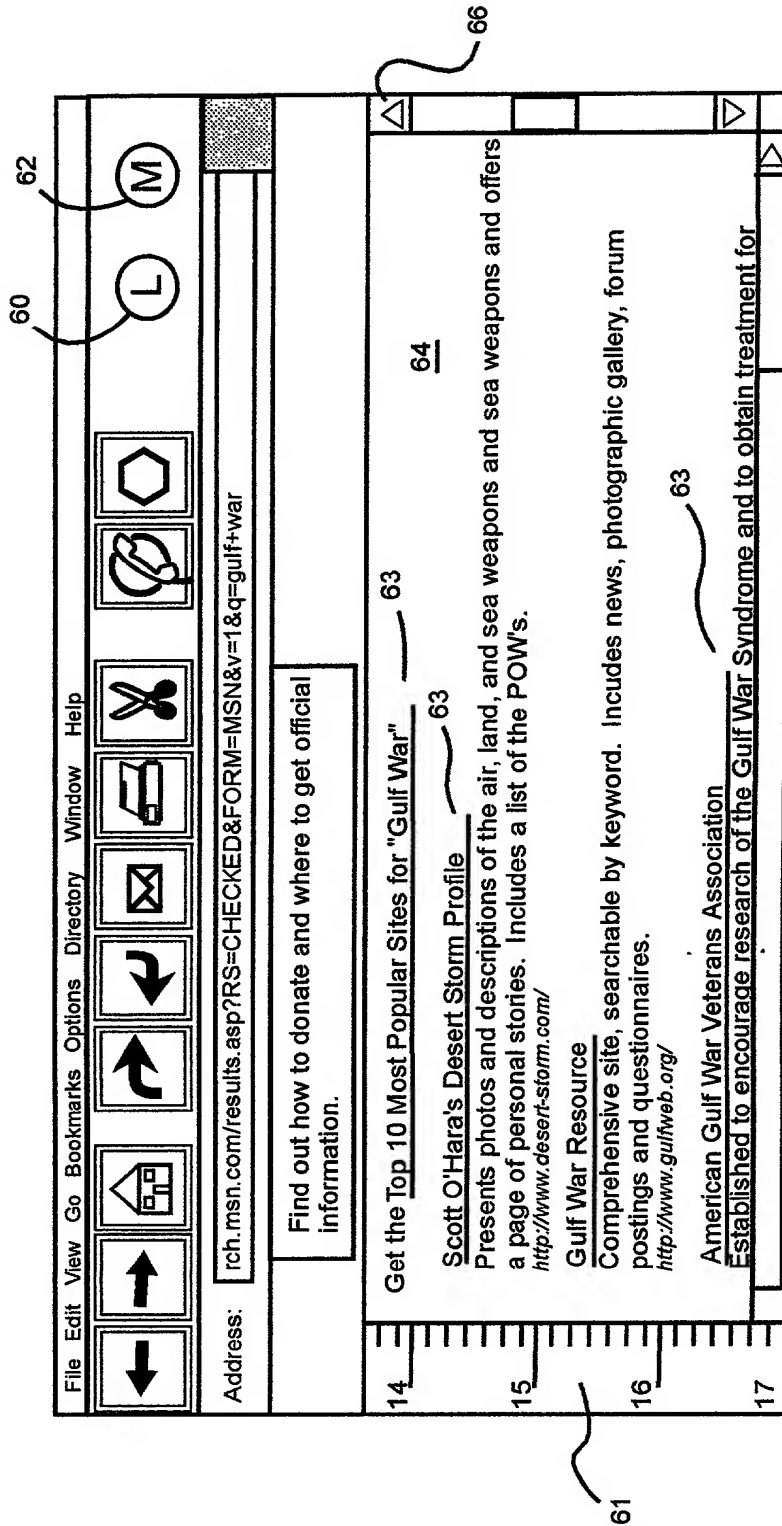 60
62
File Edit View Go Bookmarks Options Directory Window Help
L
M
Address: rch.msn.com/results.asp?RS=CHECKED&FORM=MSN&v=1&q=gulf+war
Find out how to donate and where to get official
information.
66
14
Get the Top 10 Most Popular Sites for "Gulf War"
63
64
Scott O'Hara's Desert Storm Profile
63
Presents photos and descriptions of the air, land, and sea weapons and sea weapons and offers
a page of personal stories. Includes a list of the POW's.
http://www.desert-storm.com/
15
61
Gulf War Resource
Comprehensive site, searchable by keyword. Incudes news, photographic gallery, forum
postings and questionnaires.
http://www.gulfweb.org/
16
American Gulf War Veterans Association
63
Established to encourage research of the Gulf War Syndrome and to obtain treatment for
17